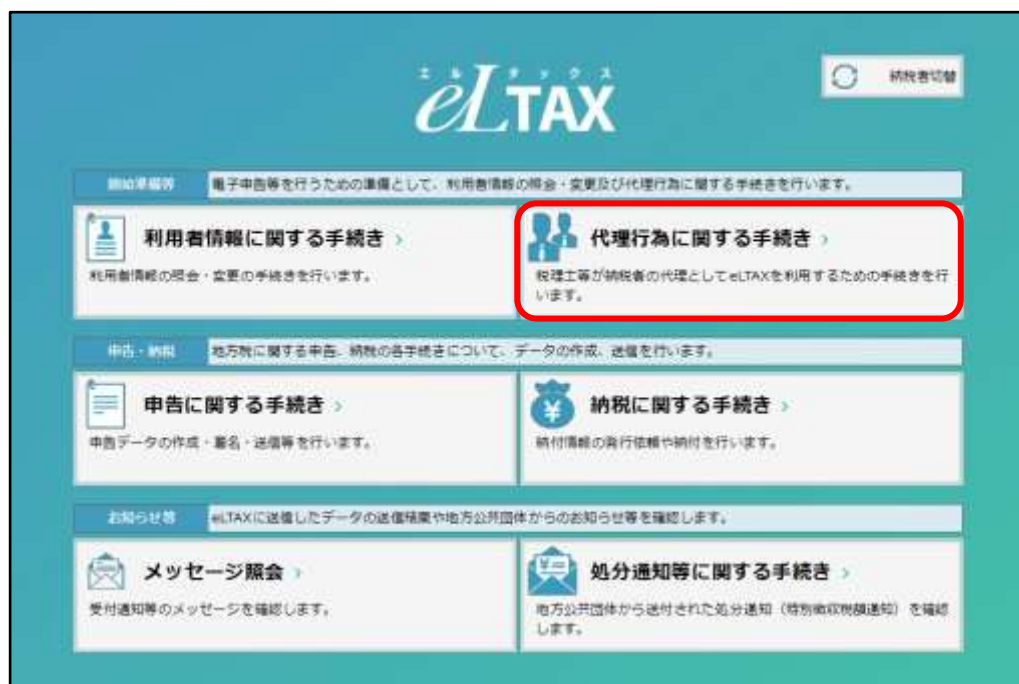 エルタックス
eLTAX
納税者切替
開始準備等
電子申告等を行うための準備として、利用者情報の照会・変更及び代理行為に関する手続きを行います。
利用者情報に関する手続き ›
利用者情報の照会・変更の手続きを行います。
代理行為に関する手続き ›
税理士等が納税者の代理としてeLTAXを利用するための手続きを行
います。
申告・納税
地方税に関する申告、納税の各手続きについて、データの作成、送信を行います。
申告に関する手続き ›
申告データの作成・署名・送信等を行います。
納税に関する手続き ›
納付情報の発行依頼や納付を行います。
お知らせ等
eLTAXに送信したデータの送信結果や地方公共団体からのお知らせ等を確認します。
メッセージ照会 ›
受付通知等のメッセージを確認します。
処分通知等に関する手続き ›
地方公共団体から送付された処分通知（特別徴収税額通知）を確認
します。